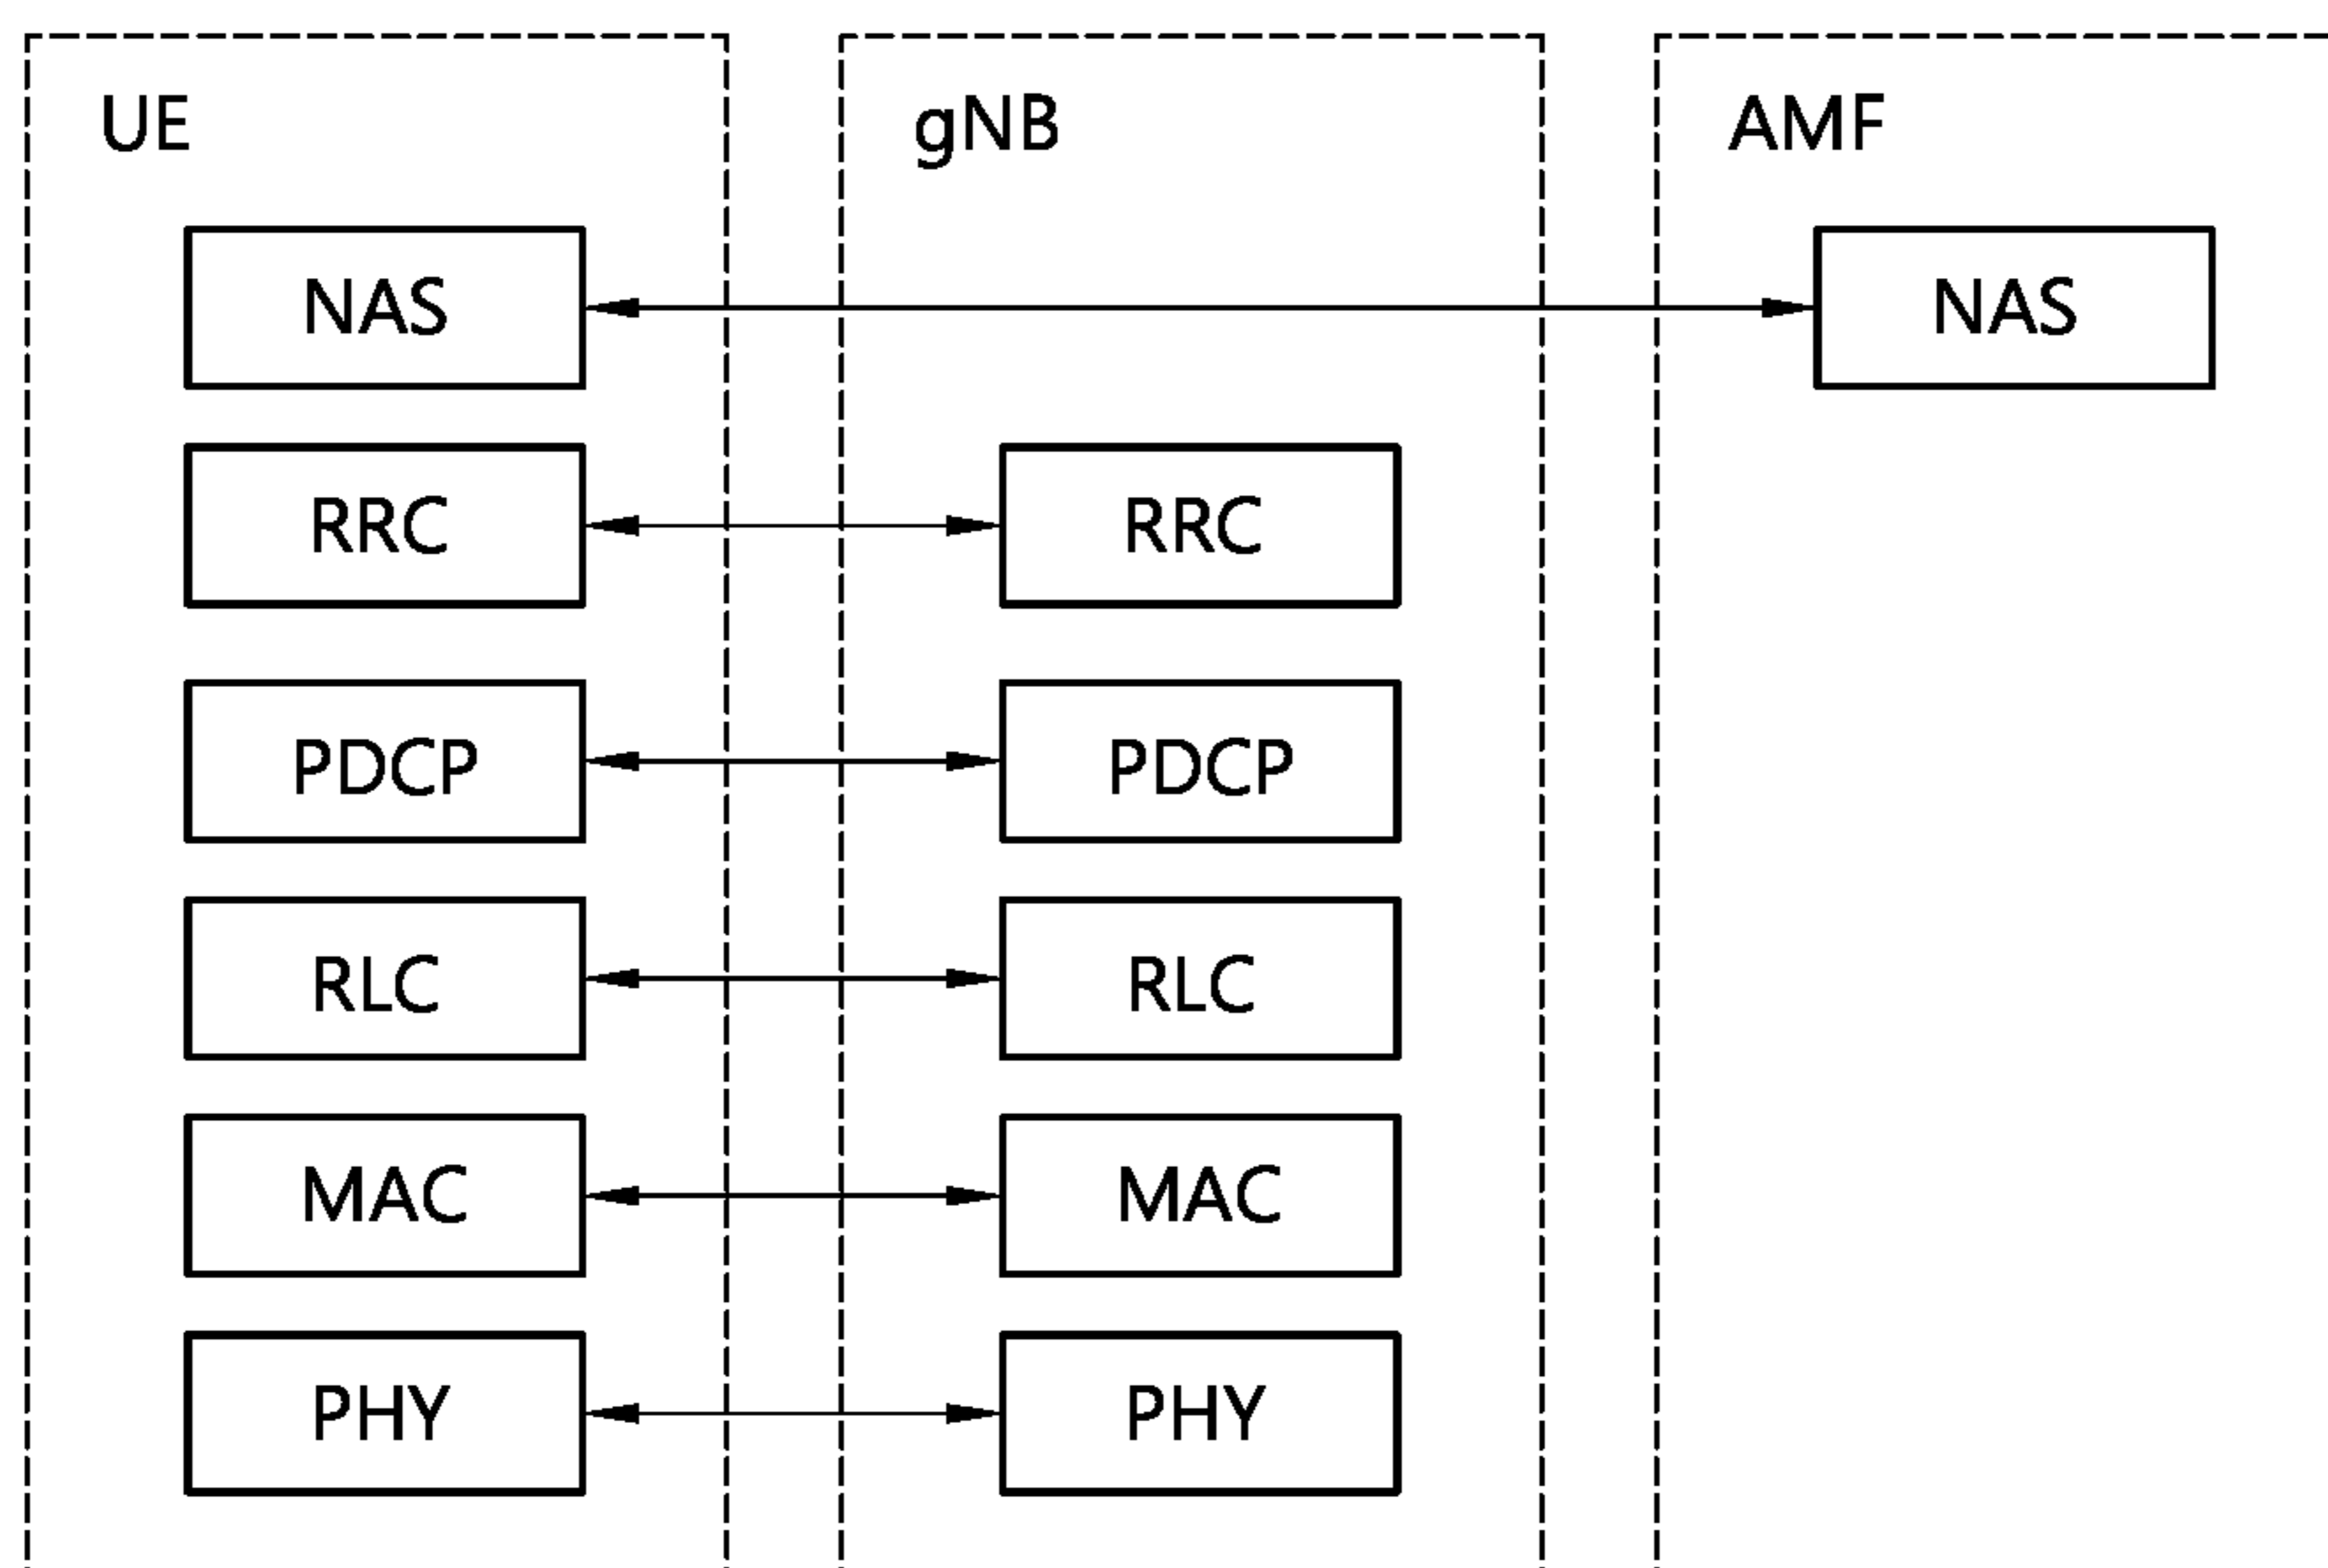 UE gNB AMF
NAS NAS
RRC RRC
PDCP PDCP
RLC RLC
MAC MAC
PHY PHY